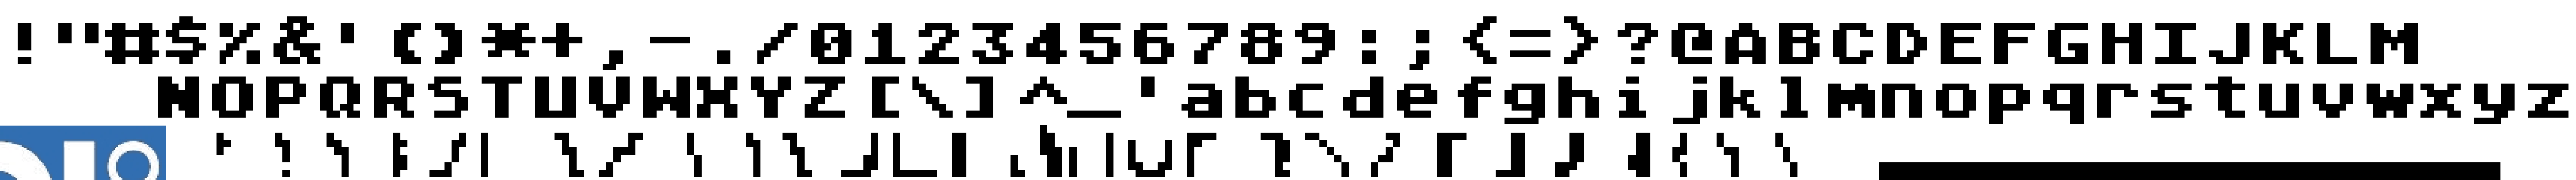 !"#$%&'()*+,-./0123456789:;<=>?@ABCDEFGHIJKLM
NOPQRSTUVWXYZ[\]^_'abcdefghijklmnopqrstuvwxyz